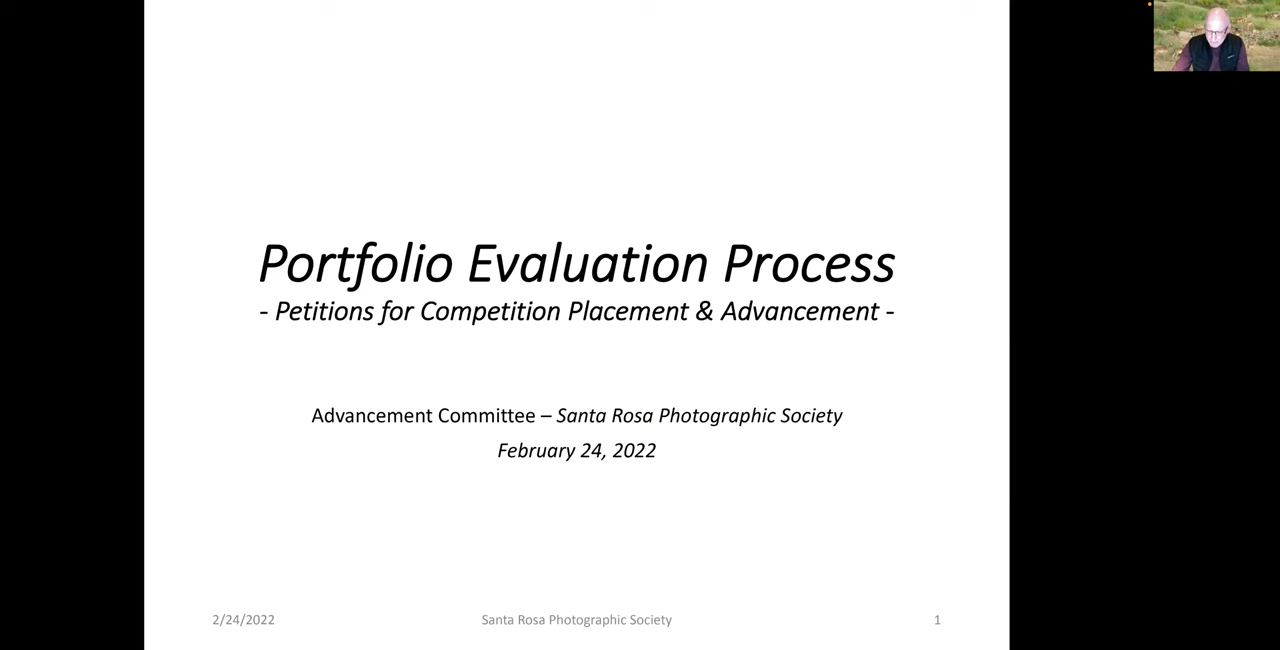 Portfolio Evaluation Process
- Petitions for Competition Placement & Advancement -
Advancement Committee – Santa Rosa Photographic Society
February 24, 2022
2/24/2022
Santa Rosa Photographic Society
1